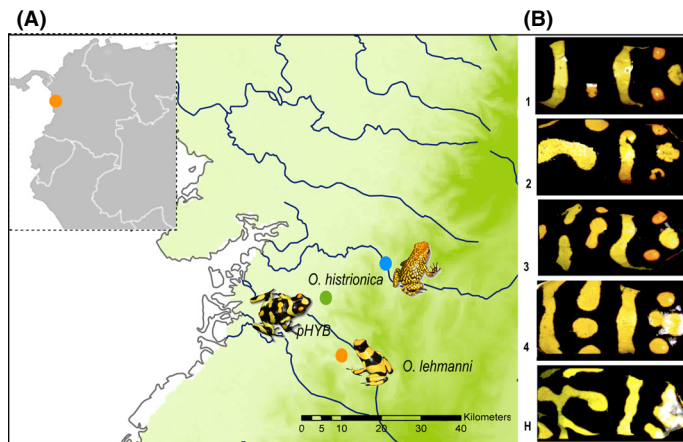 (A)
(B)
O. histrionica
pHYB
O. lehmanni
Kilometers
0 5 10 20 30 40
1
2
3
4
H